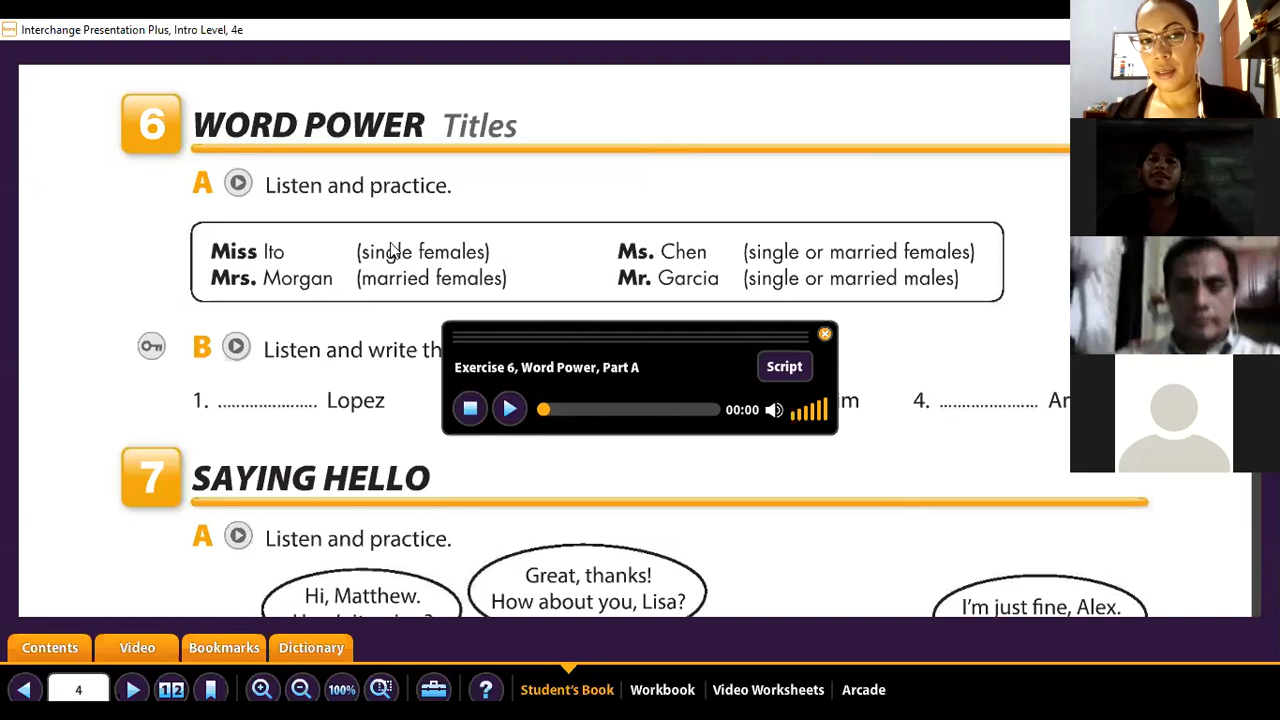 Interchange Presentation Plus, Intro Level, 4e
6 WORD POWER Titles
A Listen and practice.
Miss Ito (single females) Ms. Chen (single or married females)
Mrs. Morgan (married females) Mr. Garcia (single or married males)
B Listen and write th
Exercise 6, Word Power, Part A Script
00:00
1. .................... Lopez m 4. .................... Ar
7 SAYING HELLO
A Listen and practice.
Hi, Matthew.
Great, thanks!
How about you, Lisa?
I'm just fine, Alex.
Contents Video Bookmarks Dictionary
4 12 100% ? Student's Book Workbook Video Worksheets Arcade